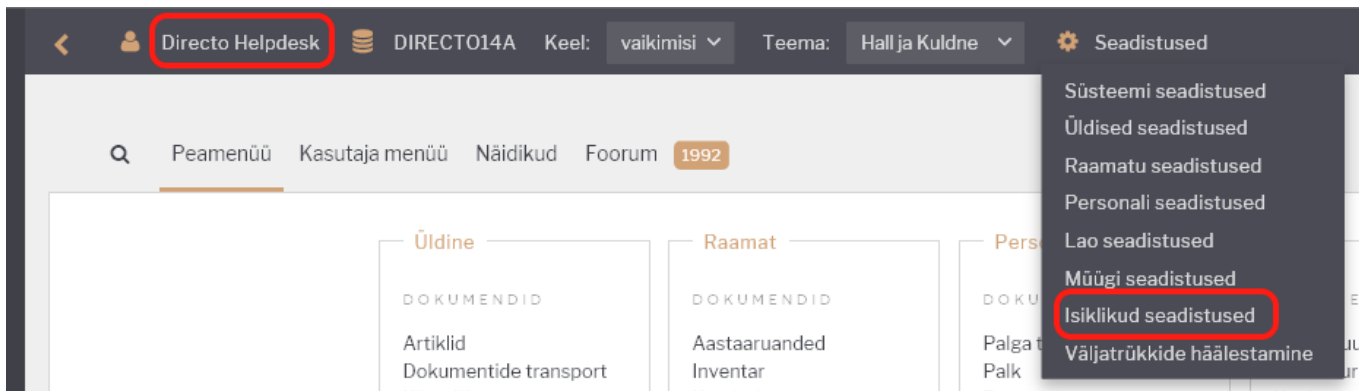 Directo Helpdesk DIRECTO14A Keel: vaikimisi Teema: Hall ja Kuldne Seadistused
Süsteemi seadistused
Üldised seadistused
Raamatu seadistused
Personali seadistused
Lao seadistused
Müügi seadistused
Isiklikud seadistused
Väljatrükkide häälestamine
Peamenüü Kasutaja menüü Näidikud Foorum 1992
Üldine
DOKUMENDID
Artiklid
Dokumentide transport
Raamat
DOKUMENDID
Aastaaruanded
Inventar
Palk